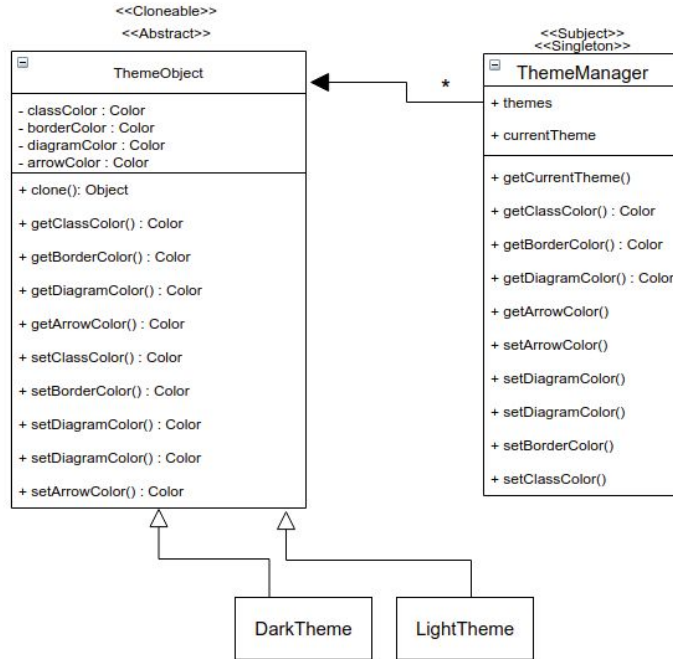 <<Cloneable>>
<<Abstract>>
ThemeObject
- classColor : Color
- borderColor : Color
- diagramColor : Color
- arrowColor : Color
+ clone(): Object
+ getClassColor() : Color
+ getBorderColor() : Color
+ getDiagramColor() : Color
+ getArrowColor() : Color
+ setClassColor() : Color
+ setBorderColor() : Color
+ setDiagramColor() : Color
+ setDiagramColor() : Color
+ setArrowColor() : Color
*
<<Subject>>
<<Singleton>>
ThemeManager
+ themes
+ currentTheme
+ getCurrentTheme()
+ getClassColor() : Color
+ getBorderColor() : Color
+ getDiagramColor() : Color
+ getArrowColor()
+ setArrowColor()
+ setDiagramColor()
+ setDiagramColor()
+ setBorderColor()
+ setClassColor()
DarkTheme
LightTheme